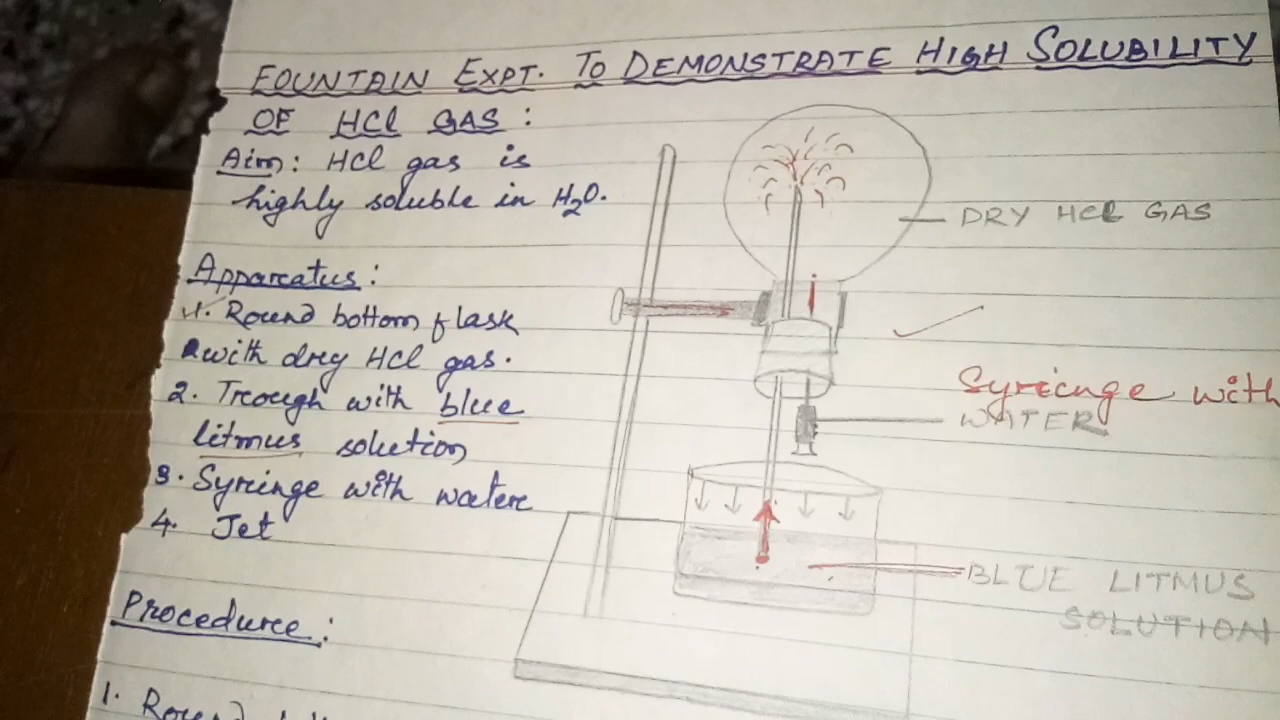 FOUNTAIN EXPT. TO DEMONSTRATE HIGH SOLUBILITY
OF HCl GAS :
Aim : HCl gas is
highly soluble in H2O.
Apparatus :
1. Round bottom flask
with dry HCl gas.
2. Trough with blue
litmus solution
3. Syringe with water
4. Jet
Procedure :
1. Round
DRY HCL GAS
Syringe with
WATER
BLUE LITMUS
SOLUTION